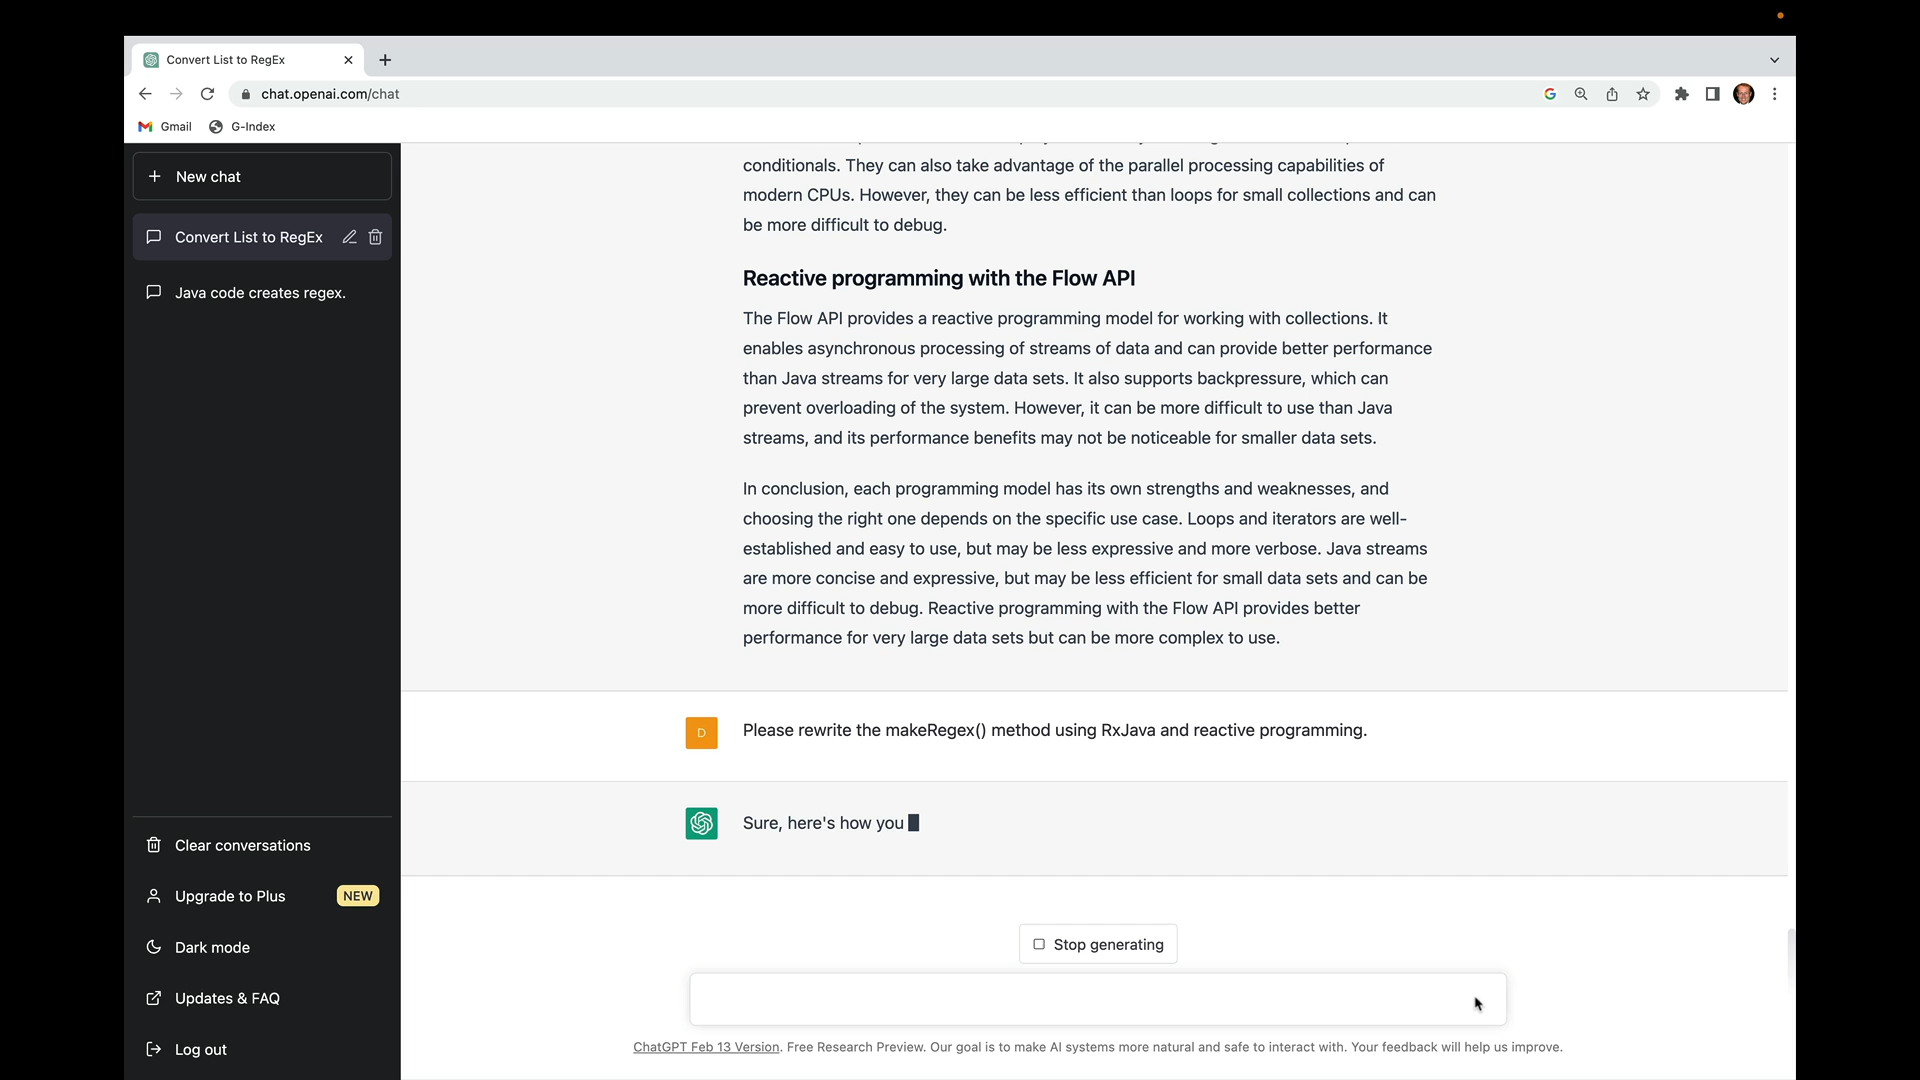 Convert List to RegEx
chat.openai.com/chat
Gmail G-Index
New chat
Convert List to RegEx
Java code creates regex.
Clear conversations
Upgrade to Plus NEW
Dark mode
Updates & FAQ
Log out
conditionals. They can also take advantage of the parallel processing capabilities of
modern CPUs. However, they can be less efficient than loops for small collections and can
be more difficult to debug.
Reactive programming with the Flow API
The Flow API provides a reactive programming model for working with collections. It
enables asynchronous processing of streams of data and can provide better performance
than Java streams for very large data sets. It also supports backpressure, which can
prevent overloading of the system. However, it can be more difficult to use than Java
streams, and its performance benefits may not be noticeable for smaller data sets.
In conclusion, each programming model has its own strengths and weaknesses, and
choosing the right one depends on the specific use case. Loops and iterators are well-
established and easy to use, but may be less expressive and more verbose. Java streams
are more concise and expressive, but may be less efficient for small data sets and can be
more difficult to debug. Reactive programming with the Flow API provides better
performance for very large data sets but can be more complex to use.
D
Please rewrite the makeRegex() method using RxJava and reactive programming.
Sure, here's how you
Stop generating
ChatGPT Feb 13 Version. Free Research Preview. Our goal is to make AI systems more natural and safe to interact with. Your feedback will help us improve.